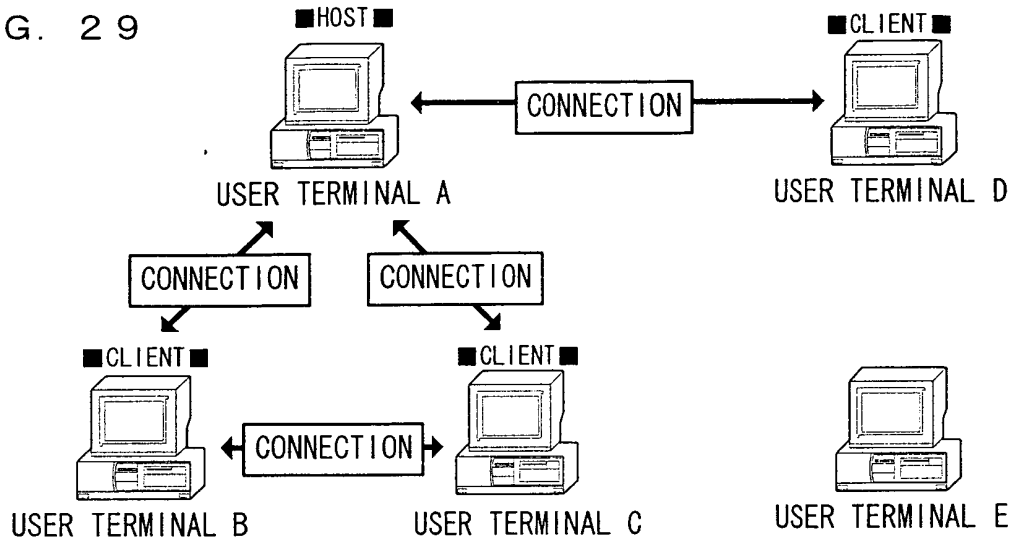 G. 29
■HOST■
■CLIENT■
CONNECTION
USER TERMINAL A
USER TERMINAL D
CONNECTION
CONNECTION
■CLIENT■
■CLIENT■
CONNECTION
USER TERMINAL B
USER TERMINAL C
USER TERMINAL E